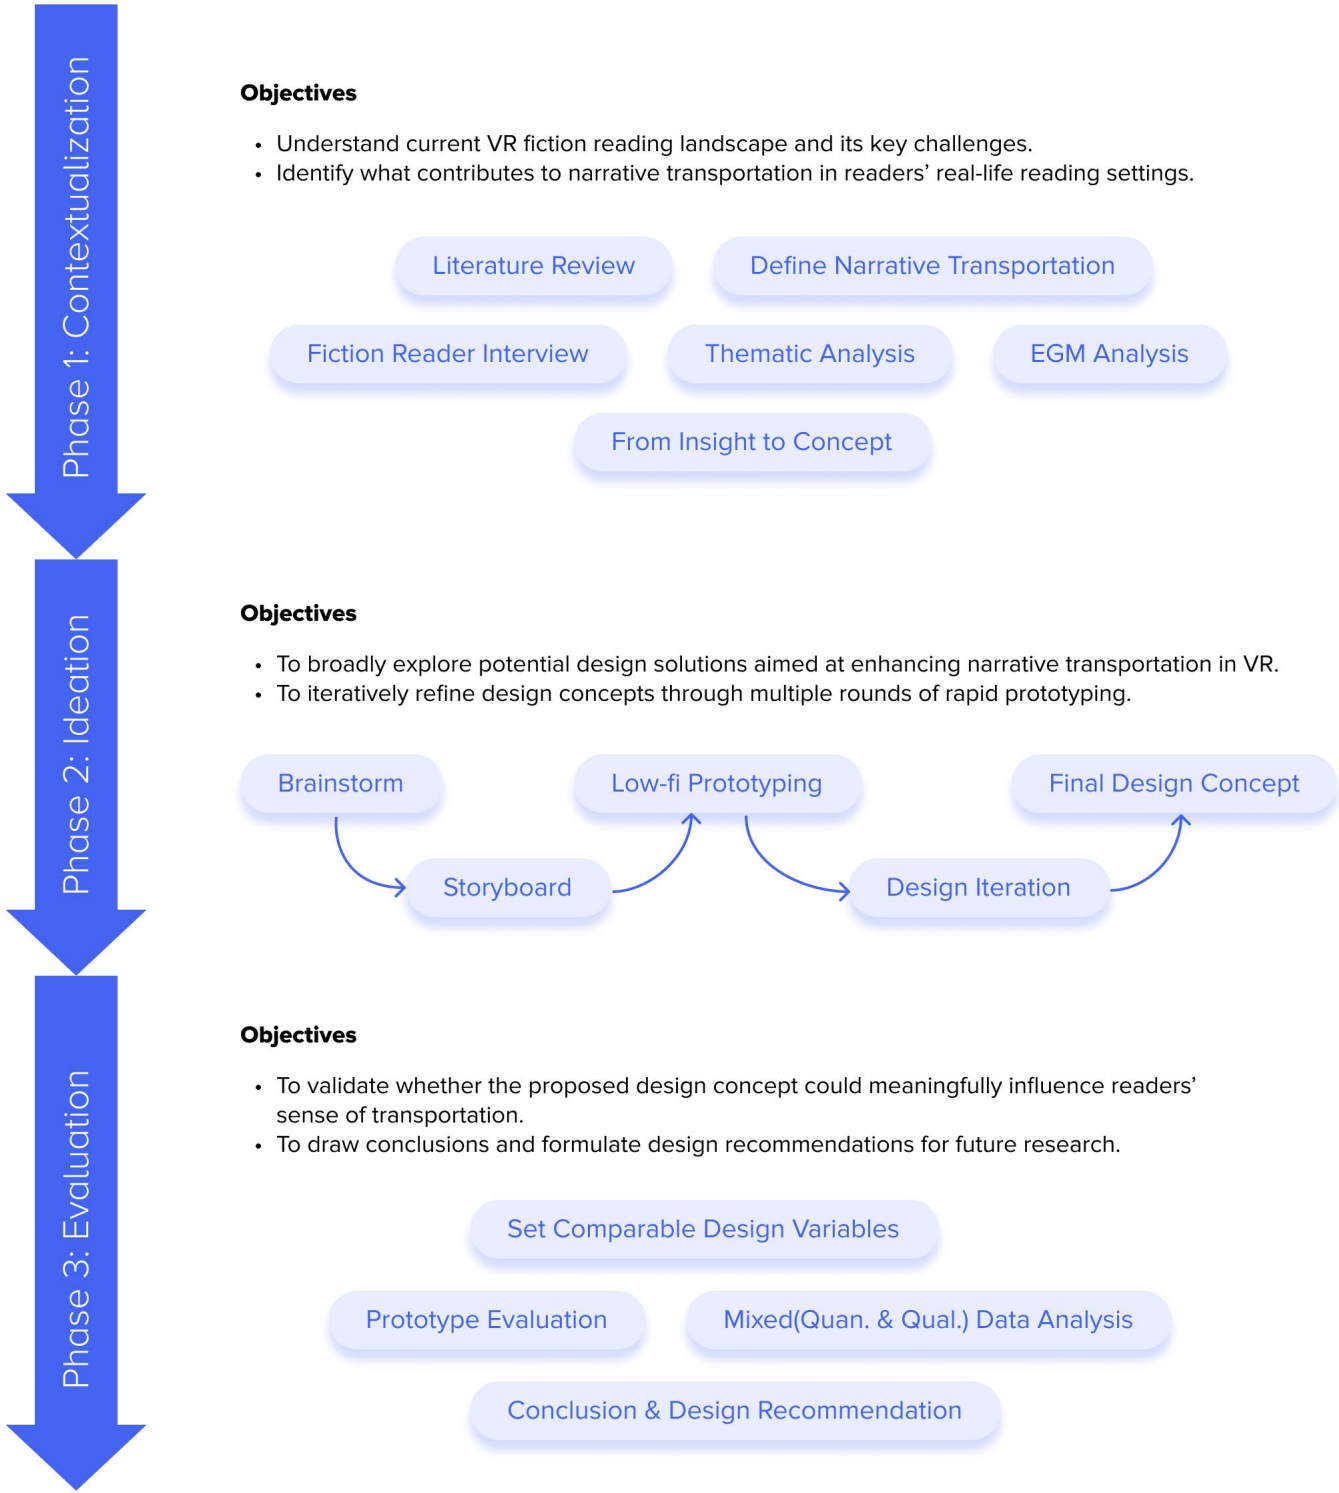 Phase 1: Contextualization
Objectives
• Understand current VR fiction reading landscape and its key challenges.
• Identify what contributes to narrative transportation in readers’ real-life reading settings.
Literature Review
Define Narrative Transportation
Fiction Reader Interview
Thematic Analysis
EGM Analysis
From Insight to Concept
Phase 2: Ideation
Objectives
• To broadly explore potential design solutions aimed at enhancing narrative transportation in VR.
• To iteratively refine design concepts through multiple rounds of rapid prototyping.
Brainstorm
Storyboard
Low-fi Prototyping
Design Iteration
Final Design Concept
Phase 3: Evaluation
Objectives
• To validate whether the proposed design concept could meaningfully influence readers’
sense of transportation.
• To draw conclusions and formulate design recommendations for future research.
Set Comparable Design Variables
Prototype Evaluation
Mixed(Quan. & Qual.) Data Analysis
Conclusion & Design Recommendation